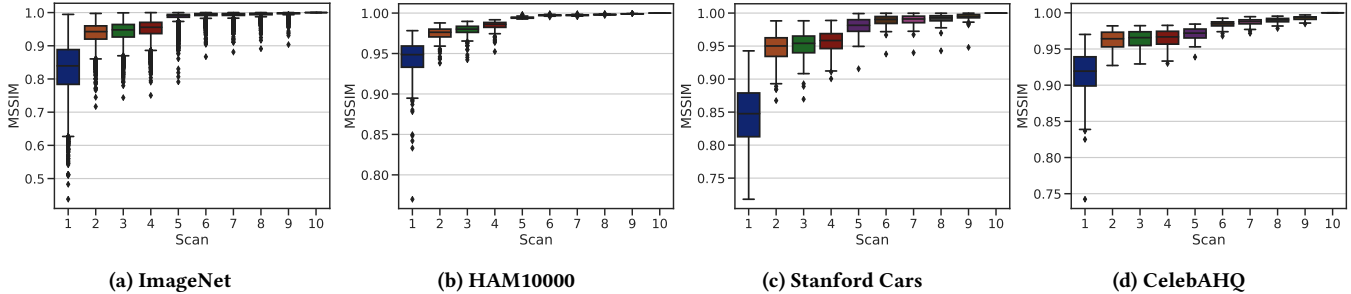 MSSIM
1.0
0.9
0.8
0.7
0.6
0.5
1 2 3 4 5 6 7 8 9 10
Scan
(a) ImageNet
MSSIM
1.00
0.95
0.90
0.85
0.80
1 2 3 4 5 6 7 8 9 10
Scan
(b) HAM10000
MSSIM
1.00
0.95
0.90
0.85
0.80
0.75
1 2 3 4 5 6 7 8 9 10
Scan
(c) Stanford Cars
MSSIM
1.00
0.95
0.90
0.85
0.80
0.75
1 2 3 4 5 6 7 8 9 10
Scan
(d) CelebAHQ